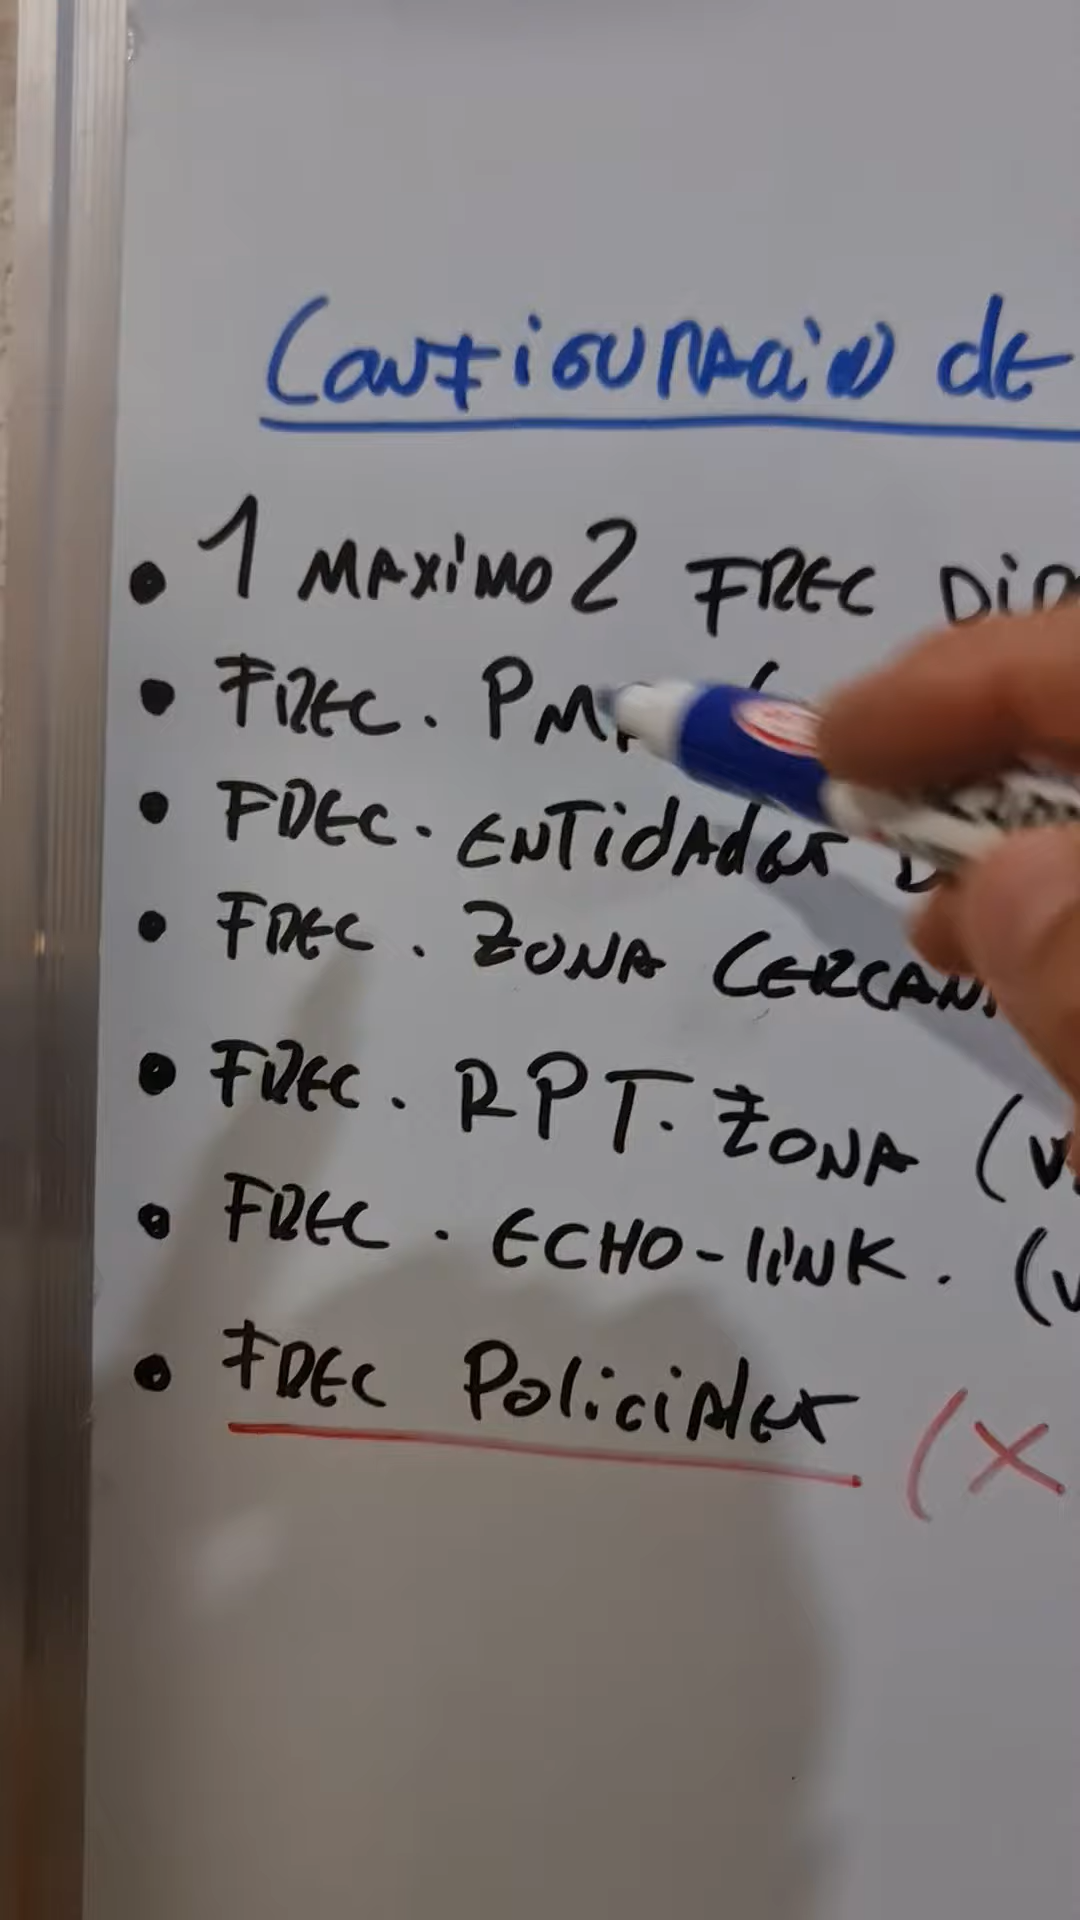 Configuración de
• 1 MAXIMO 2 FREC DiR
• FREC. PM
• FREC. ENTidAdes D
• FREC. ZONA CERCAN
• FREC. RPT. ZONA (V
• FREC. ECHO-liNK. (V
• FREC Policiales (X